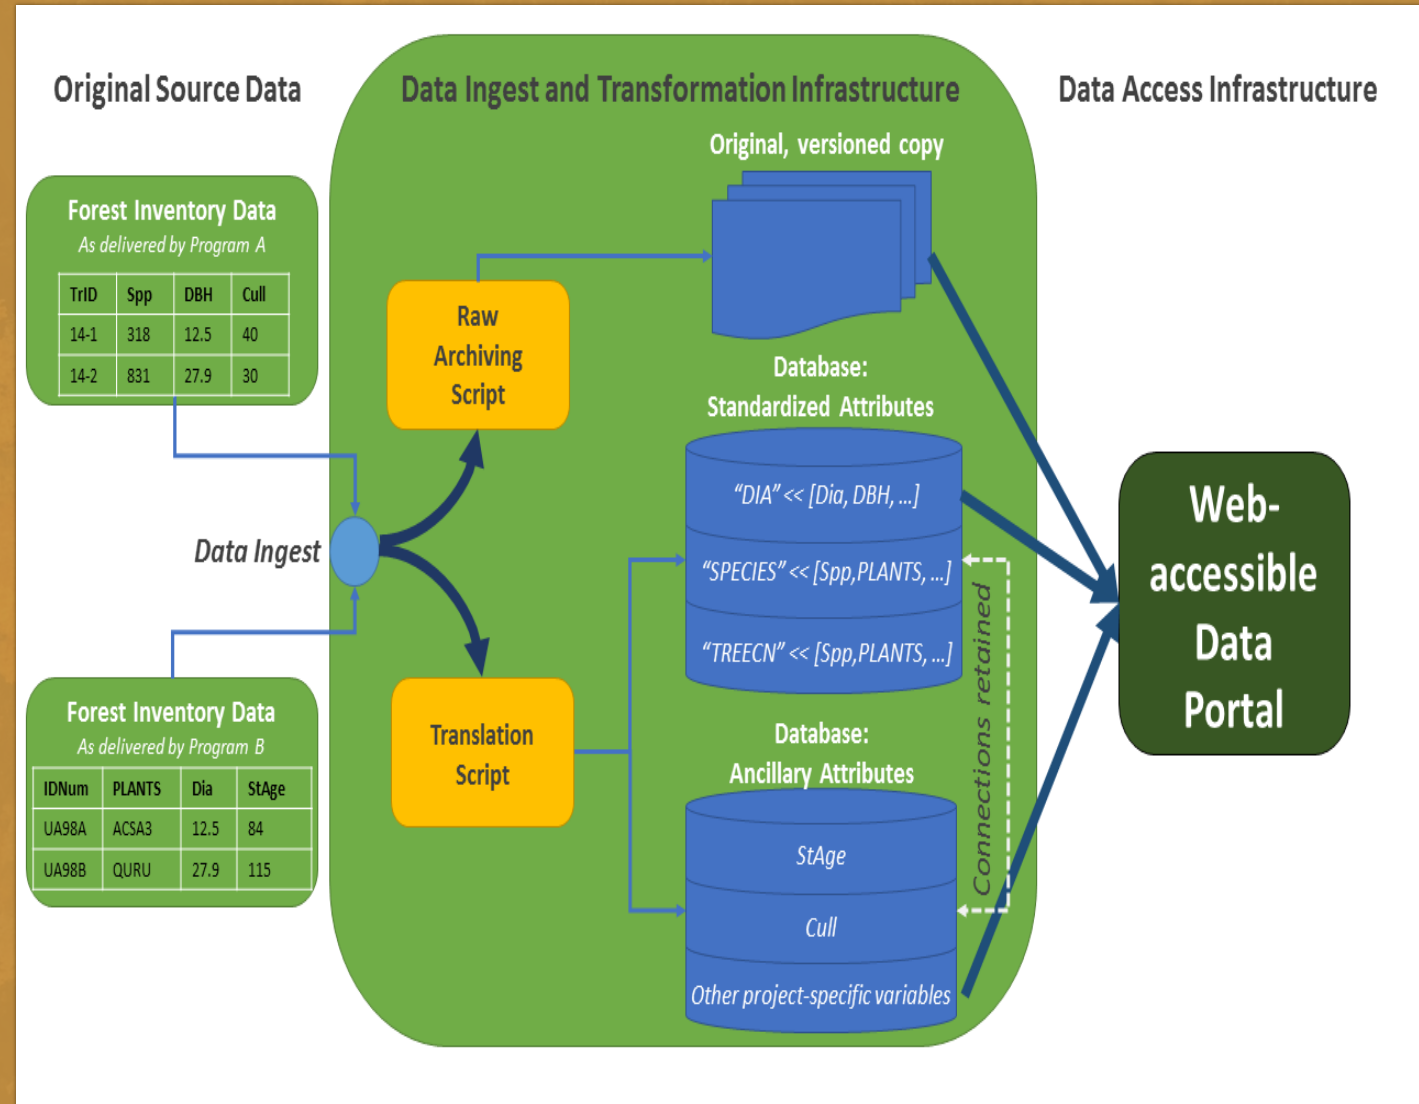 Original Source Data
Data Ingest and Transformation Infrastructure
Data Access Infrastructure
Forest Inventory Data
As delivered by Program A
TrID Spp DBH Cull
14-1 318 12.5 40
14-2 831 27.9 30
Data Ingest
Forest Inventory Data
As delivered by Program B
IDNum PLANTS Dia StAge
UA98A ACSA3 12.5 84
UA98B QURU 27.9 115
Raw
Archiving
Script
Translation
Script
Original, versioned copy
Database:
Standardized Attributes
“DIA” << [Dia, DBH, ...]
“SPECIES” << [Spp,PLANTS, ...]
“TREECN” << [Spp,PLANTS, ...]
Database:
Ancillary Attributes
StAge
Cull
Other project-specific variables
Connections retained
Web-
accessible
Data
Portal